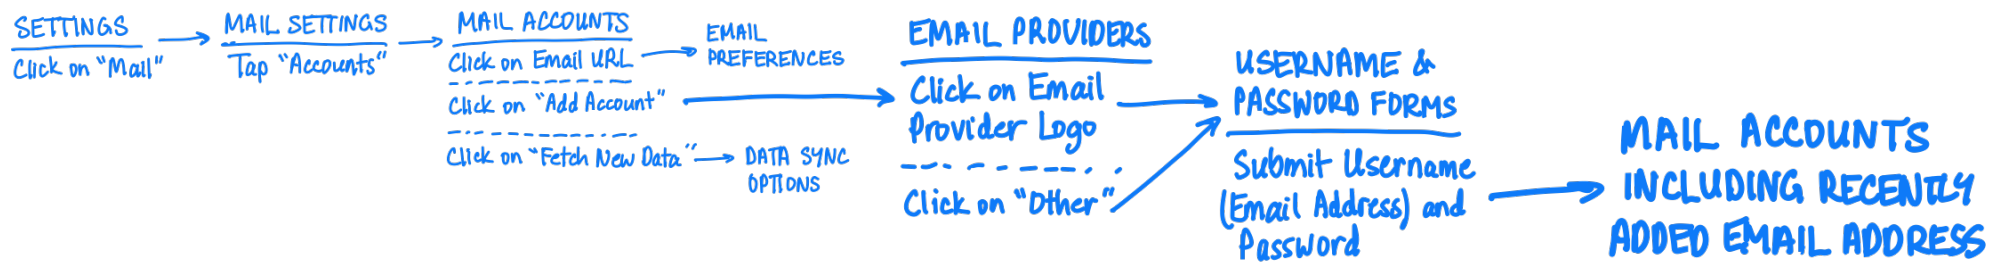 SETTINGS
Click on "Mail"
MAIL SETTINGS
Tap "Accounts"
MAIL ACCOUNTS
Click on Email URL
EMAIL
PREFERENCES
Click on "Add Account"
Click on "Fetch New Data"
DATA SYNC
OPTIONS
EMAIL PROVIDERS
Click on Email
Provider Logo
Click on "Other"
USERNAME &
PASSWORD FORMS
Submit Username
(Email Address) and
Password
MAIL ACCOUNTS
INCLUDING RECENTLY
ADDED EMAIL ADDRESS